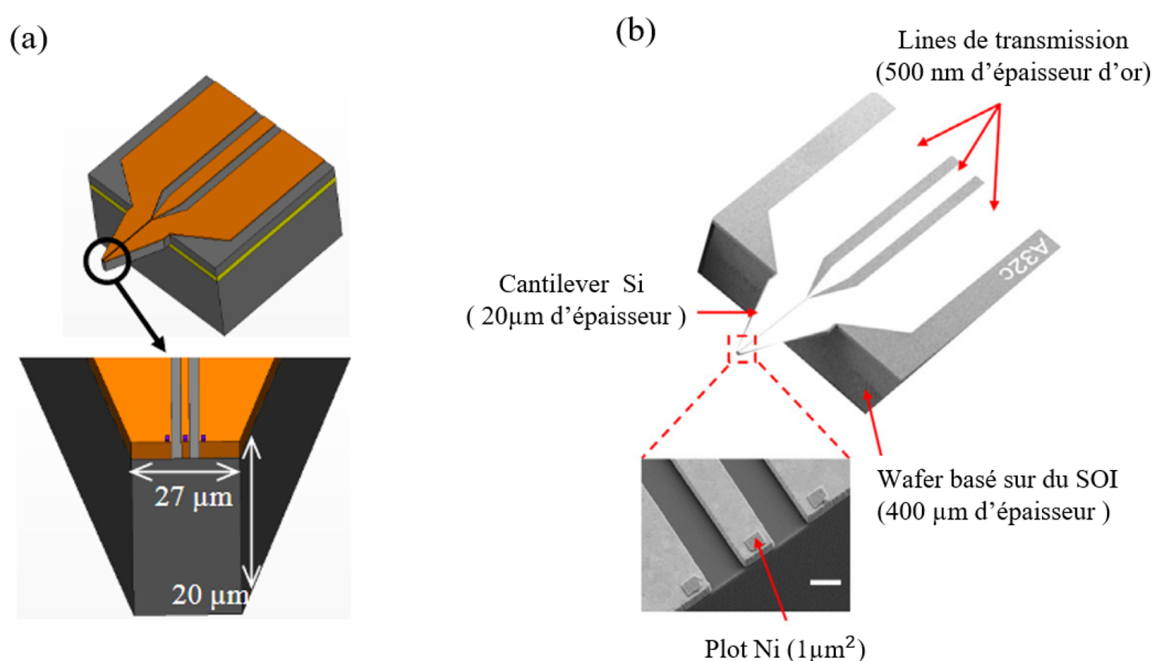 (a)
27 µm
20 µm
(b)
Lines de transmission
(500 nm d’épaisseur d’or)
Cantilever Si
( 20µm d’épaisseur )
A32c
Wafer basé sur du SOI
(400 µm d’épaisseur )
Plot Ni (1µm²)